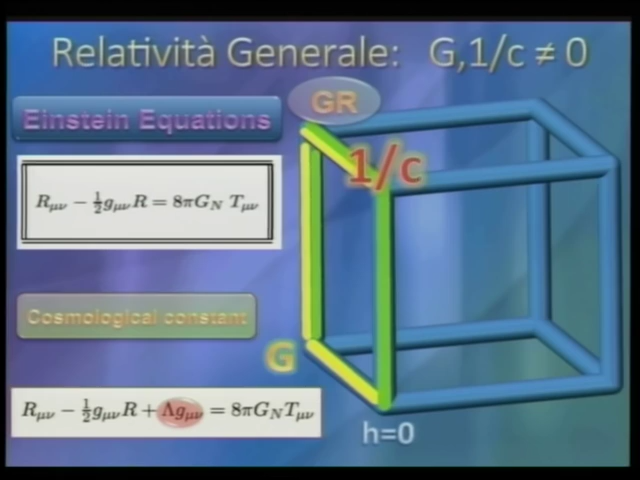 Relatività Generale: G,1/c ≠ 0
GR
Einstein Equations
1/c
R_{μν} − ½g_{μν}R = 8πG_N T_{μν}
Cosmological constant
G
R_{μν} − ½g_{μν}R + Λg_{μν} = 8πG_N T_{μν}
h=0